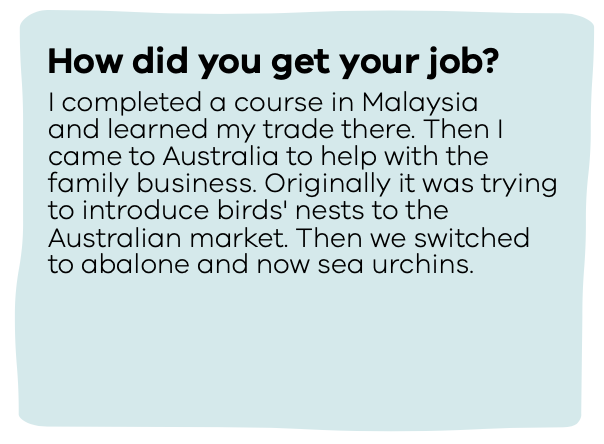 How did you get your job?
I completed a course in Malaysia
and learned my trade there. Then I
came to Australia to help with the
family business. Originally it was trying
to introduce birds' nests to the
Australian market. Then we switched
to abalone and now sea urchins.